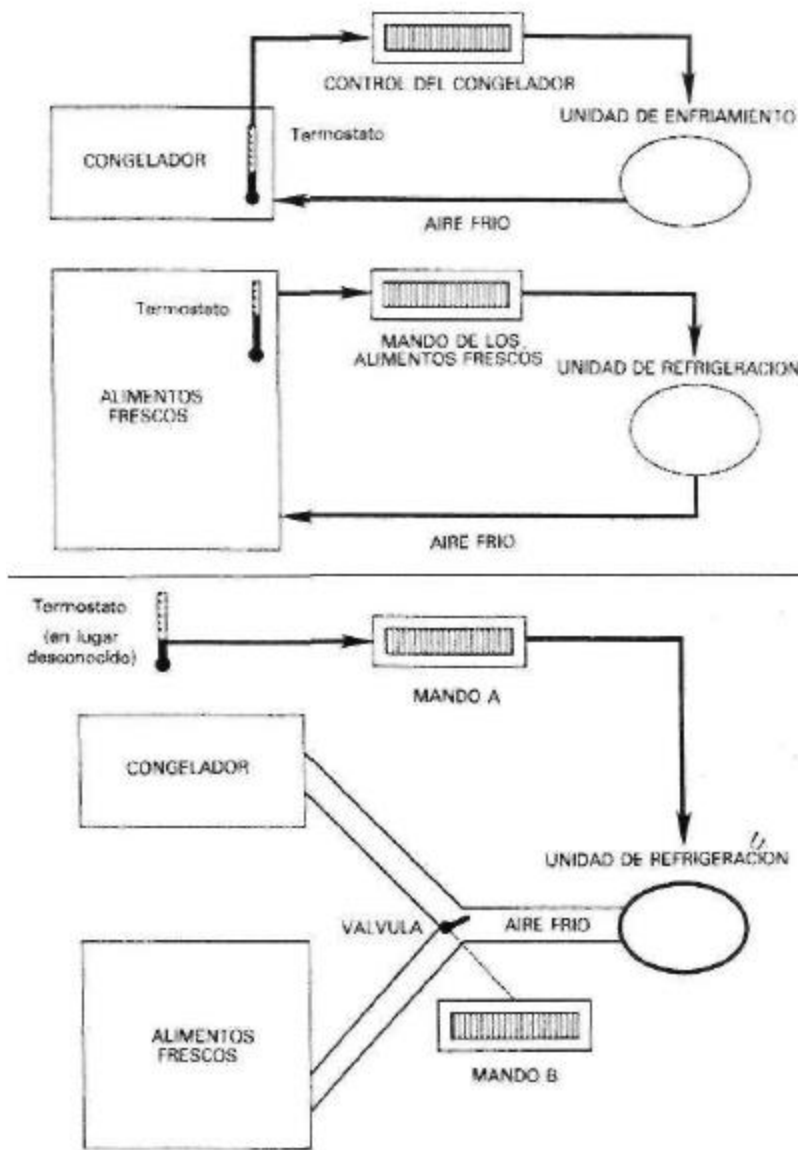 CONTROL DEL CONGELADOR
UNIDAD DE ENFRIAMIENTO
Termostato
CONGELADOR
AIRE FRIO
Termostato
MANDO DE LOS
ALIMENTOS FRESCOS
UNIDAD DE REFRIGERACION
ALIMENTOS
FRESCOS
AIRE FRIO
Termostato
(en lugar
desconocido)
MANDO A
CONGELADOR
UNIDAD DE REFRIGERACION
VALVULA
AIRE FRIO
ALIMENTOS
FRESCOS
MANDO B